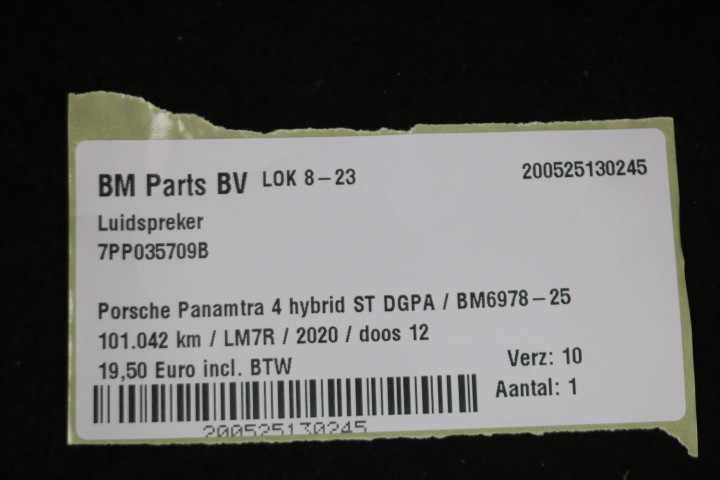 BM Parts BV LOK 8-23 200525130245
Luidspreker
7PP035709B
Porsche Panamtra 4 hybrid ST DGPA / BM6978-25
101.042 km / LM7R / 2020 / doos 12
19,50 Euro incl. BTW Verz: 10
Aantal: 1
200525130245